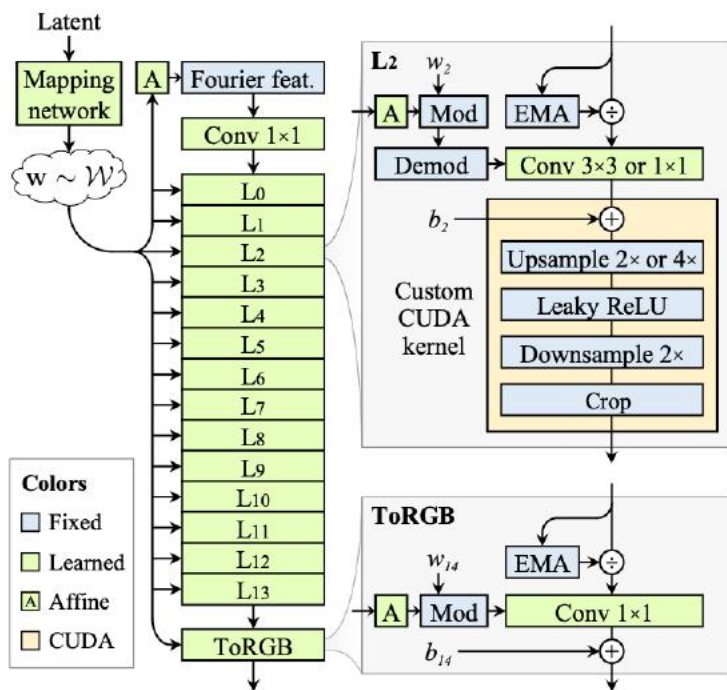 Latent
Mapping
network
w ~ W
A
Fourier feat.
Conv 1×1
L0
L1
L2
L3
L4
L5
L6
L7
L8
L9
L10
L11
L12
L13
ToRGB
Colors
Fixed
Learned
A Affine
CUDA
L2
w2
A
Mod
EMA
÷
Demod
Conv 3×3 or 1×1
b2
+
Custom
CUDA
kernel
Upsample 2× or 4×
Leaky ReLU
Downsample 2×
Crop
ToRGB
w14
EMA
÷
A
Mod
Conv 1×1
b14
+